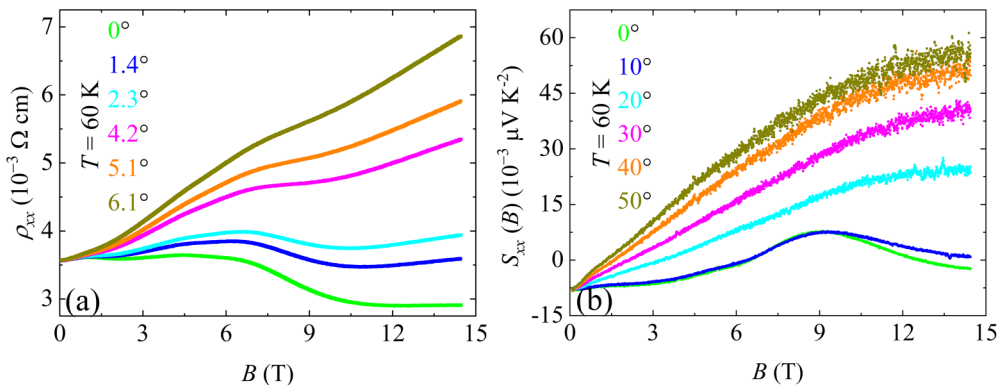 7
6
5
4
3
ρxx (10⁻³ Ω cm)
T = 60 K
0°
1.4°
2.3°
4.2°
5.1°
6.1°
(a)
0 3 6 9 12 15
B (T)
60
45
30
15
0
-15
Sxx (B) (10⁻³ μV K⁻²)
T = 60 K
0°
10°
20°
30°
40°
50°
(b)
0 3 6 9 12 15
B (T)